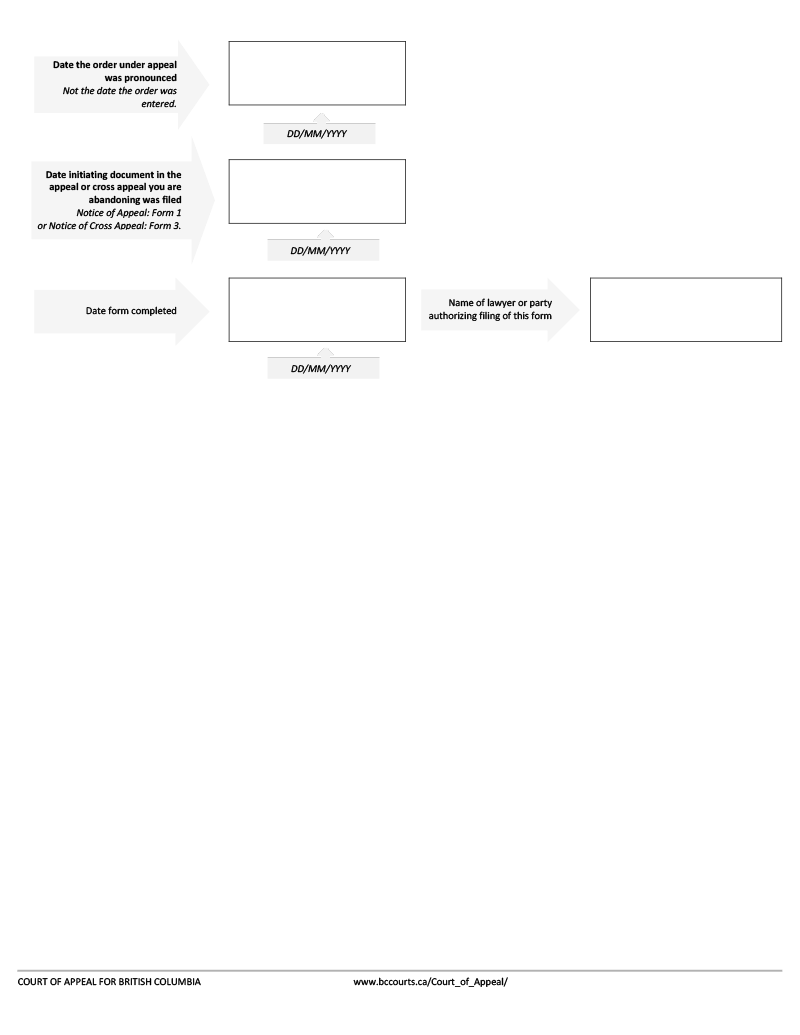 Date the order under appeal
was pronounced
Not the date the order was
entered.
DD/MM/YYYY
Date initiating document in the
appeal or cross appeal you are
abandoning was filed
Notice of Appeal: Form 1
or Notice of Cross Appeal: Form 3.
DD/MM/YYYY
Date form completed
Name of lawyer or party
authorizing filing of this form
DD/MM/YYYY
COURT OF APPEAL FOR BRITISH COLUMBIA
www.bccourts.ca/Court_of_Appeal/